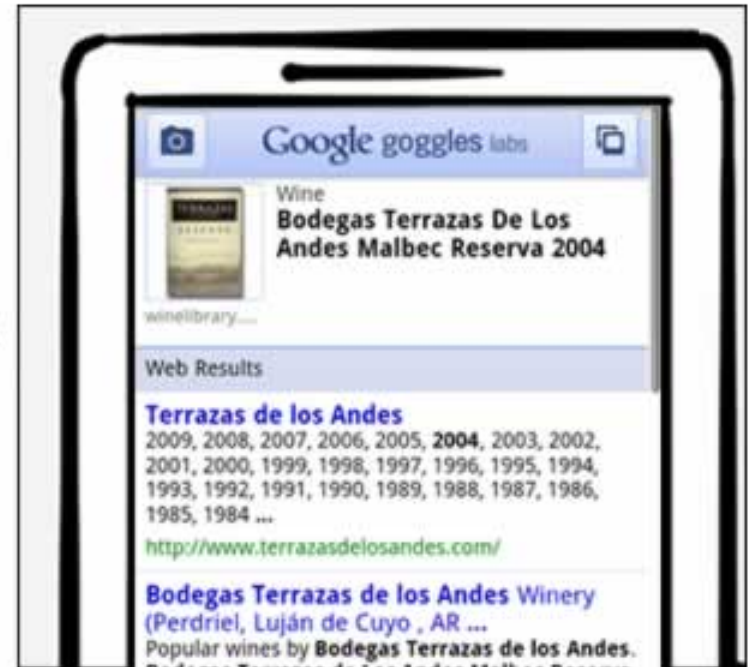 Google goggles labs
Wine
Bodegas Terrazas De Los
Andes Malbec Reserva 2004
TERRAZAS
RESERVA
winelibrary....
Web Results
Terrazas de los Andes
2009, 2008, 2007, 2006, 2005, 2004, 2003, 2002,
2001, 2000, 1999, 1998, 1997, 1996, 1995, 1994,
1993, 1992, 1991, 1990, 1989, 1988, 1987, 1986,
1985, 1984 ...
http://www.terrazasdelosandes.com/
Bodegas Terrazas de los Andes Winery
(Perdriel, Luján de Cuyo , AR ...
Popular wines by Bodegas Terrazas de los Andes.